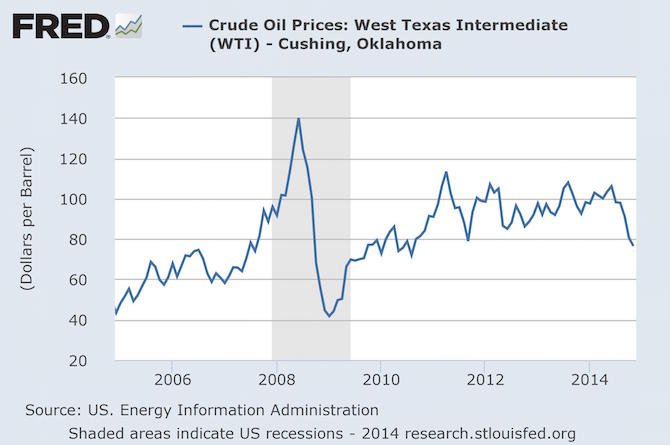 FRED
Crude Oil Prices: West Texas Intermediate
(WTI) - Cushing, Oklahoma
(Dollars per Barrel)
160
140
120
100
80
60
40
20
2006
2008
2010
2012
2014
Source: US. Energy Information Administration
Shaded areas indicate US recessions - 2014 research.stlouisfed.org